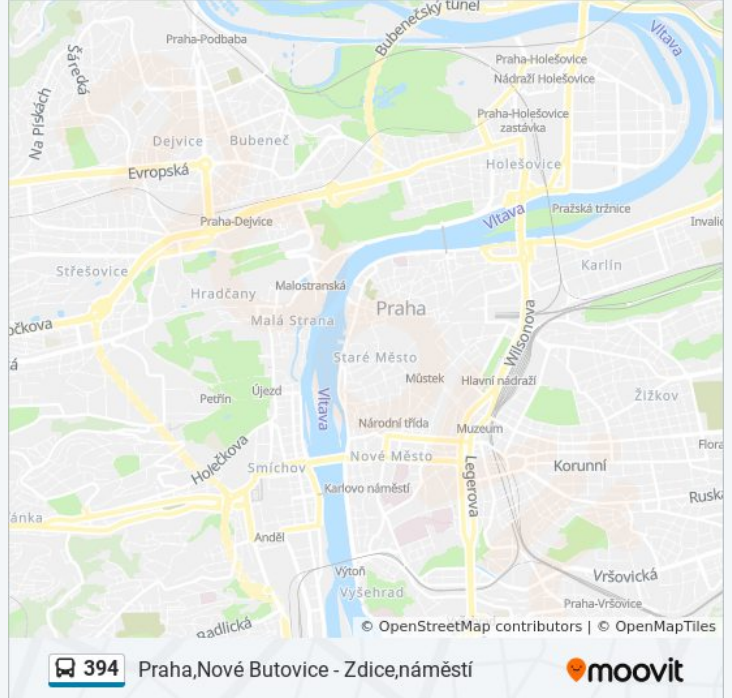 Bubenečský tunel
Praha-Podbaba
Vltava
Šárecká
Praha-Holešovice
Nádraží Holešovice
Na Pískách
Praha-Holešovice
zastávka
Dejvice
Bubeneč
Holešovice
Evropská
Vltava
Pražská tržnice
Praha-Dejvice
Invalid
Střešovice
Karlín
Malostranská
Hradčany
Praha
Malá Strana
očkova
Wilsonova
á
Staré Město
Můstek
Hlavní nádraží
Újezd
Petřín
Žižkov
Vltava
Národní třída
Muzeum
Flora
Holečkova
Nové Město
Smíchov
Korunní
Legerova
Karlovo náměstí
Ruská
ánka
Anděl
Výtoň
Vršovická
Vyšehrad
Praha-Vršovice
Radlická
© OpenStreetMap contributors | © OpenMapTiles
394 Praha,Nové Butovice - Zdice,náměstí
moovit